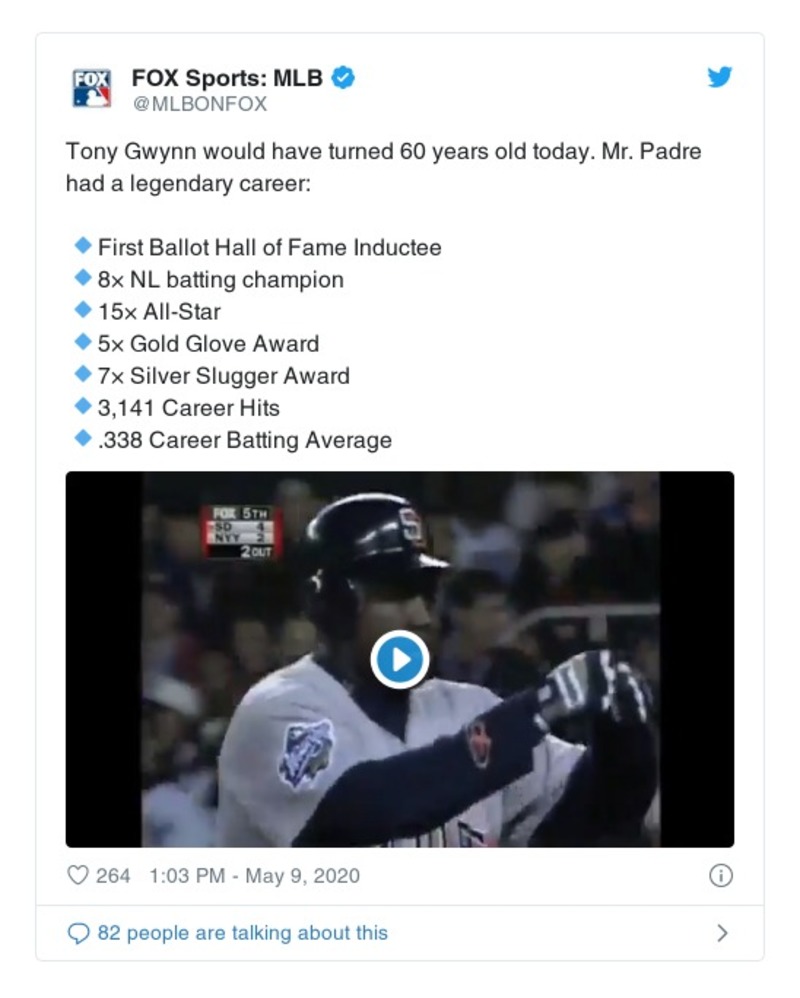 FOX
FOX Sports: MLB
@MLBONFOX
Tony Gwynn would have turned 60 years old today. Mr. Padre
had a legendary career:
🔷First Ballot Hall of Fame Inductee
🔷8x NL batting champion
🔷15x All-Star
🔷5x Gold Glove Award
🔷7x Silver Slugger Award
🔷3,141 Career Hits
🔷.338 Career Batting Average
FOX 5TH
SD 4
NYY 2
2 OUT
264 1:03 PM - May 9, 2020
82 people are talking about this